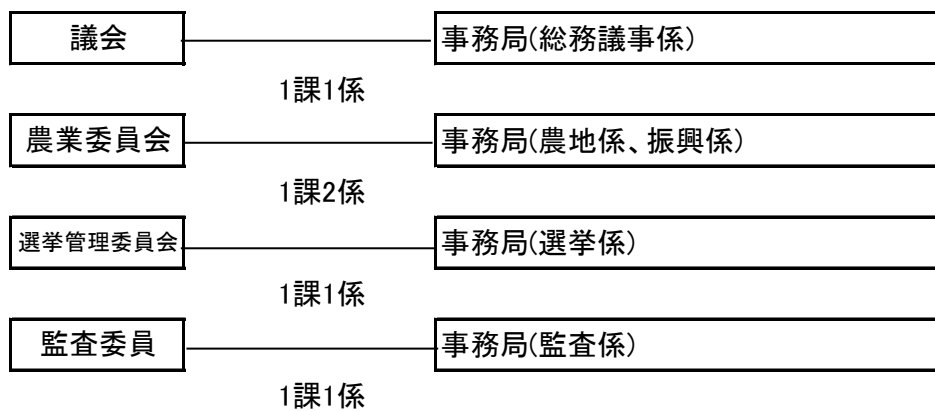 議会
事務局(総務議事係)
1課1係
農業委員会
事務局(農地係、振興係)
1課2係
選挙管理委員会
事務局(選挙係)
1課1係
監査委員
事務局(監査係)
1課1係